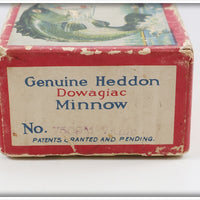 Genuine Heddon
Dowagiac
Minnow
No.
PATENTS GRANTED AND PENDING.